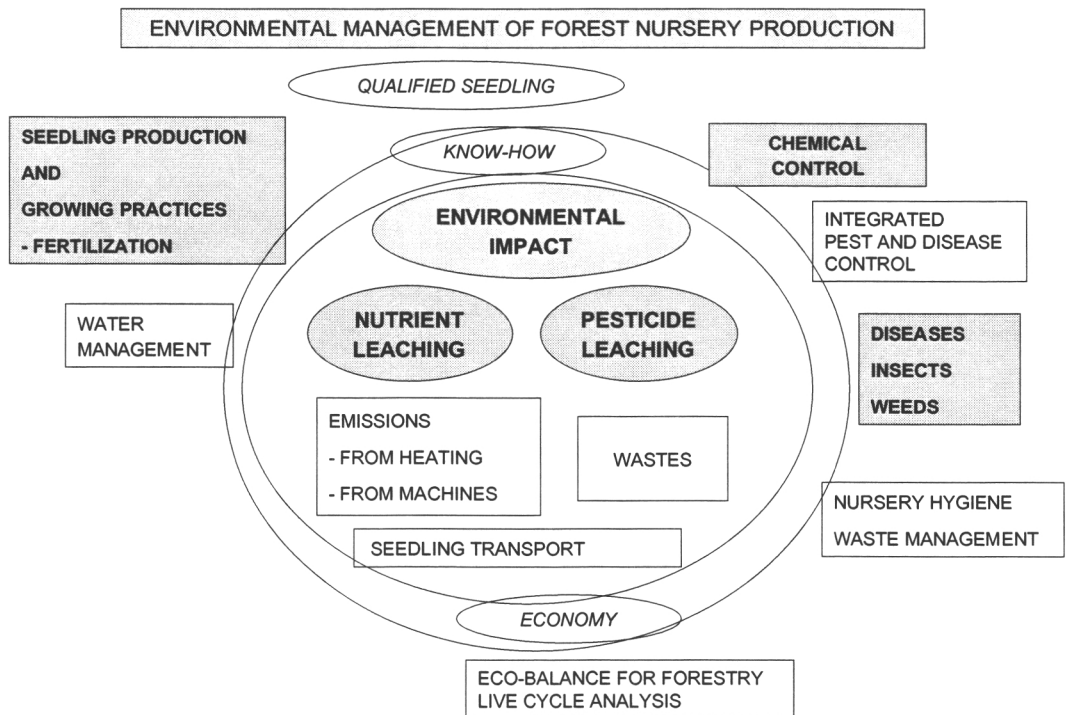 ENVIRONMENTAL MANAGEMENT OF FOREST NURSERY PRODUCTION
QUALIFIED SEEDLING
SEEDLING PRODUCTION
AND
GROWING PRACTICES
- FERTILIZATION
KNOW-HOW
CHEMICAL
CONTROL
ENVIRONMENTAL
IMPACT
INTEGRATED
PEST AND DISEASE
CONTROL
WATER
MANAGEMENT
NUTRIENT
LEACHING
PESTICIDE
LEACHING
DISEASES
INSECTS
WEEDS
EMISSIONS
- FROM HEATING
- FROM MACHINES
WASTES
NURSERY HYGIENE
WASTE MANAGEMENT
SEEDLING TRANSPORT
ECONOMY
ECO-BALANCE FOR FORESTRY
LIVE CYCLE ANALYSIS